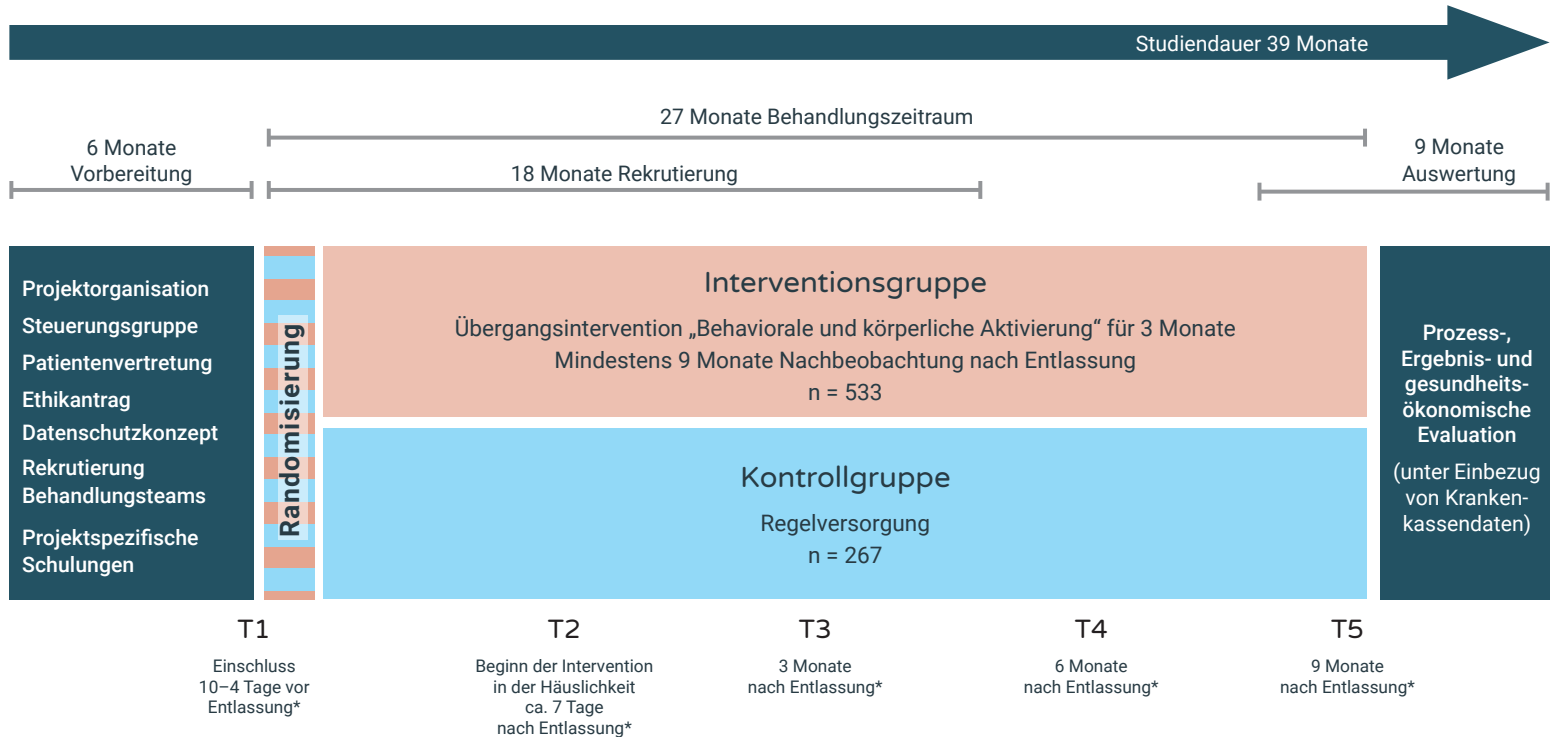 Studiendauer 39 Monate
27 Monate Behandlungszeitraum
6 Monate
Vorbereitung
18 Monate Rekrutierung
9 Monate
Auswertung
Projektorganisation
Steuerungsgruppe
Patientenvertretung
Ethikantrag
Datenschutzkonzept
Rekrutierung
Behandlungsteams
Projektspezifische
Schulungen
Randomisierung
Interventionsgruppe
Übergangsintervention „Behaviorale und körperliche Aktivierung“ für 3 Monate
Mindestens 9 Monate Nachbeobachtung nach Entlassung
n = 533
Kontrollgruppe
Regelversorgung
n = 267
Prozess-,
Ergebnis- und
gesundheits-
ökonomische
Evaluation
(unter Einbezug
von Kranken-
kassendaten)
T1
Einschluss
10–4 Tage vor
Entlassung*
T2
Beginn der Intervention
in der Häuslichkeit
ca. 7 Tage
nach Entlassung*
T3
3 Monate
nach Entlassung*
T4
6 Monate
nach Entlassung*
T5
9 Monate
nach Entlassung*